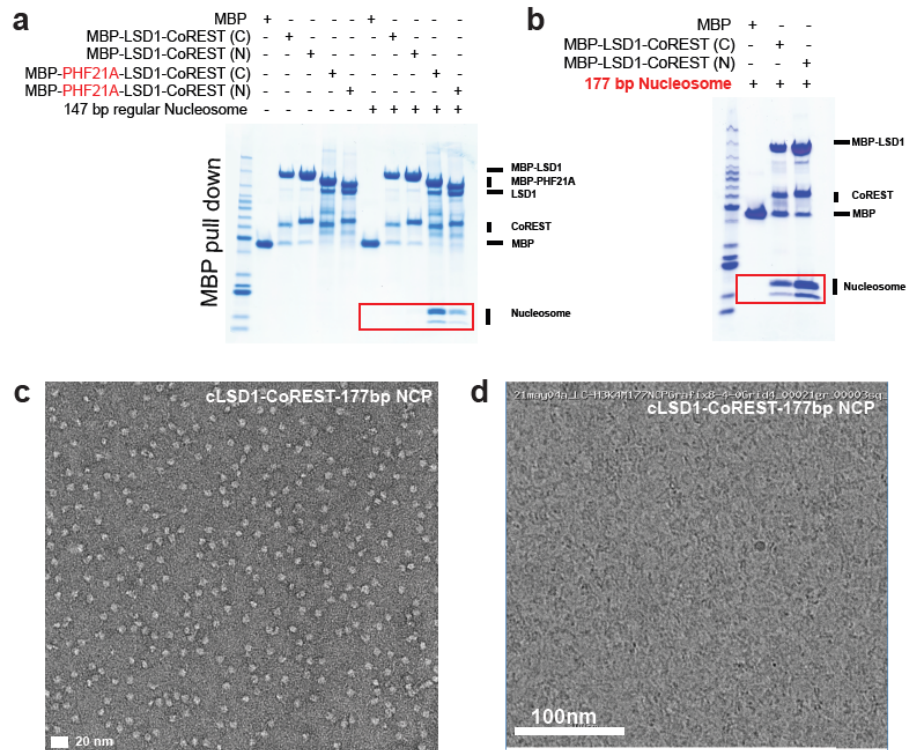 a
MBP + - - - - + - - - -
MBP-LSD1-CoREST (C) - + - - - - + - - -
MBP-LSD1-CoREST (N) - - + - - - - + - -
MBP-PHF21A-LSD1-CoREST (C) - - - + - - - - + -
MBP-PHF21A-LSD1-CoREST (N) - - - - + - - - - +
147 bp regular Nucleosome - - - - - + + + + +
MBP pull down
MBP-LSD1
MBP-PHF21A
LSD1
CoREST
MBP
Nucleosome
b
MBP + - -
MBP-LSD1-CoREST (C) - + -
MBP-LSD1-CoREST (N) - - +
177 bp Nucleosome + + +
MBP-LSD1
CoREST
MBP
Nucleosome
c
cLSD1-CoREST-177bp NCP
20 nm
d
cLSD1-CoREST-177bp NCP
100nm